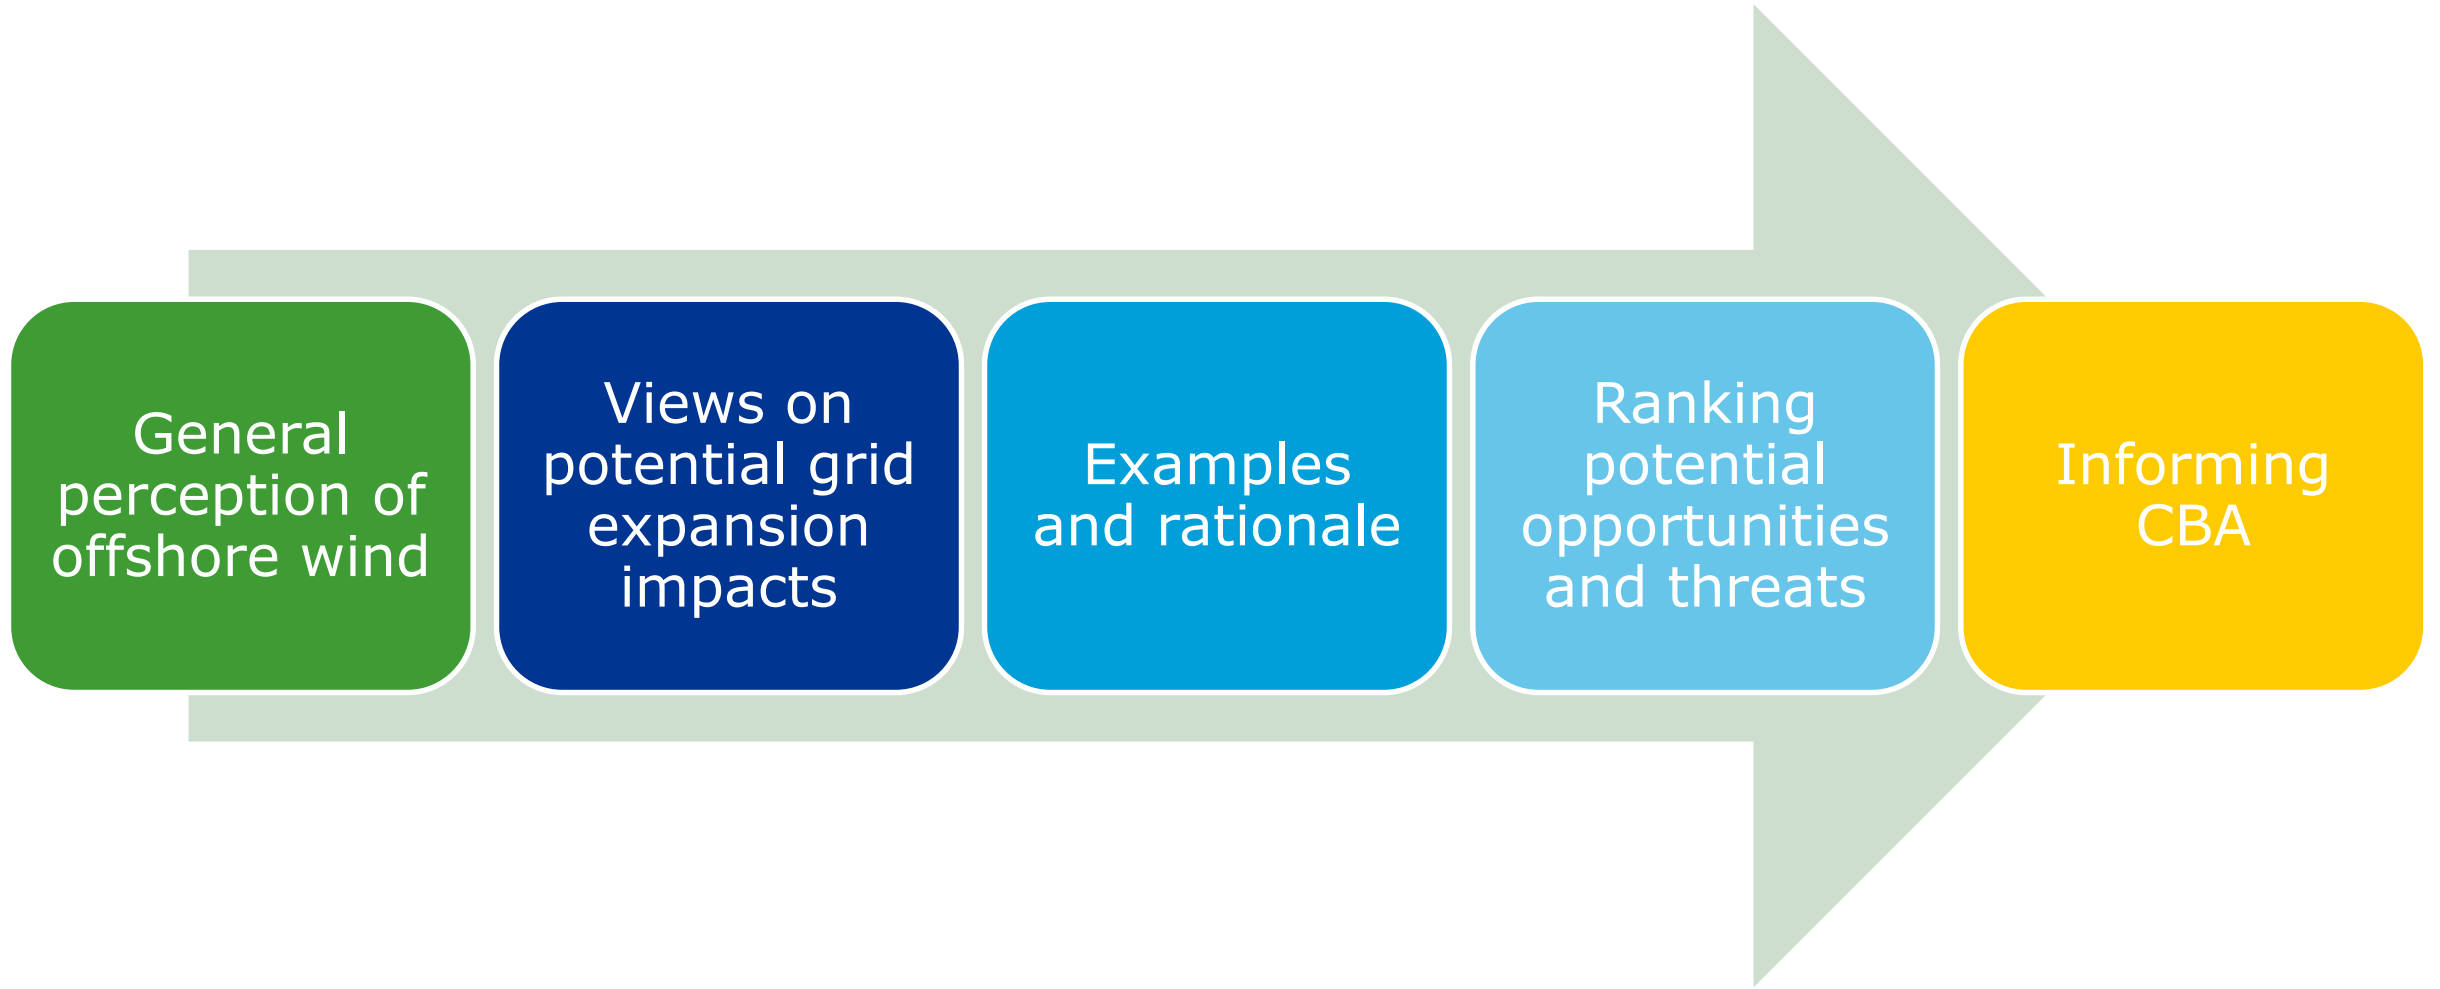 General
perception of
offshore wind
Views on
potential grid
expansion
impacts
Examples
and rationale
Ranking
potential
opportunities
and threats
Informing
CBA